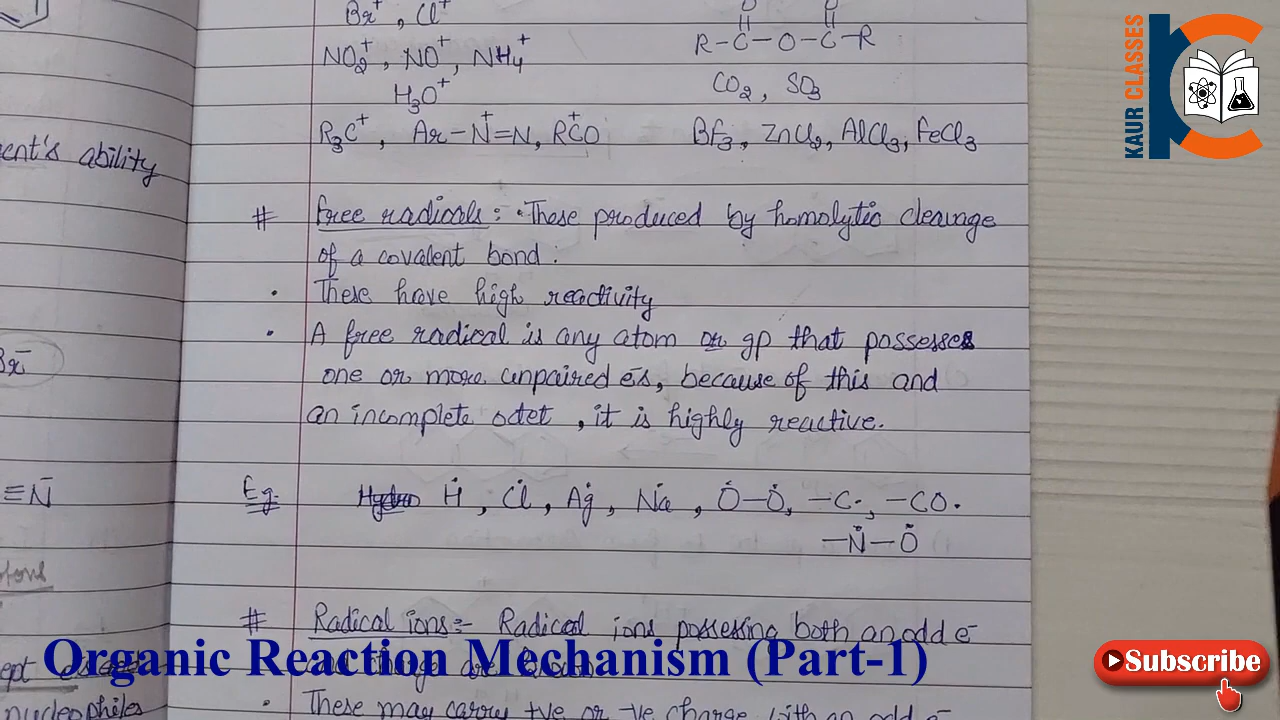 Br⁺, Cl⁺
NO₂⁺, NO⁺, NH₄⁺
H₃O⁺
R₃C⁺, Ar–N⁺=N, RC⁺O
O O
R–C–O–C–R
CO₂, SO₃
BF₃, ZnCl₂, AlCl₃, FeCl₃
ent's ability
# free radicals: • These produced by homolytic cleavage
of a covalent bond.
• These have high reactivity
• A free radical is any atom or gp that possesses
one or more unpaired e⁻s, because of this and
an incomplete octet, it is highly reactive.
Br⁻
≡N⁻
Eg. Ḣ, Cl̇, Aġ, Nȧ, Ȯ–Ȯ, –C·, –CO·
–Ṅ–Ȯ
# Radical ions:– Radical ions possessing both an odd e⁻
• These may carry +ve or -ve charge with an odd e⁻
nucleophiles
KAUR CLASSES
Organic Reaction Mechanism (Part-1)
Subscribe